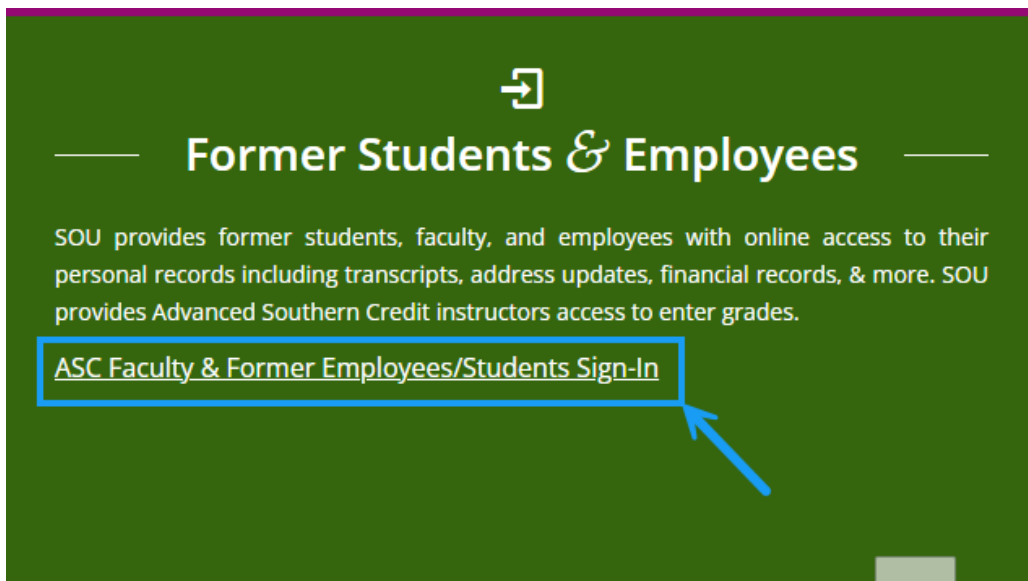 Former Students & Employees
SOU provides former students, faculty, and employees with online access to their
personal records including transcripts, address updates, financial records, & more. SOU
provides Advanced Southern Credit instructors access to enter grades.
ASC Faculty & Former Employees/Students Sign-In